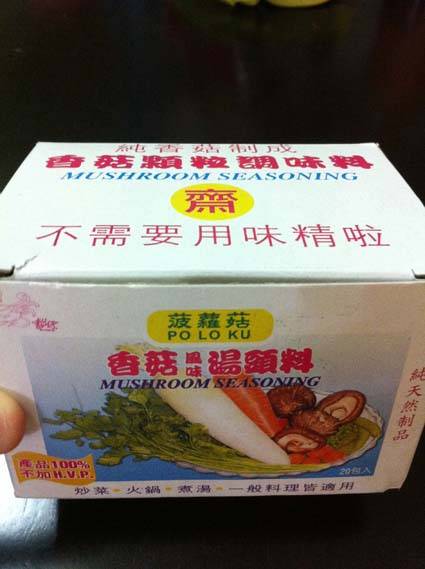 純香菇制成
香菇顆粒調味料
MUSHROOM SEASONING
齋
不需要用味精啦
菠蘿菇
PO LO KU
香菇風味湯頭料
MUSHROOM SEASONING
純天然制品
產品100%
不加H.V.P.
20包入
炒菜·火鍋·煮湯·一般料理皆適用